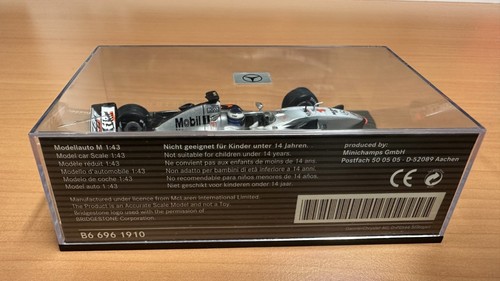 Mobil 1
Modellauto M 1:43
Model car Scale 1:43
Modèle réduit 1:43
Modello d'automobile 1:43
Modelo de coche 1:43
Model auto 1:43
Nicht geeignet für Kinder unter 14 Jahren.
Not suitable for children under 14 years.
Ne convient pas aux enfants de moins de 14 ans.
Non adatto per bambini di età inferiore a 14 anni.
No recomendable para niños menores de 14 años.
Niet geschikt voor kinderen onder 14 jaar.
produced by:
Minichamps GmbH
Postfach 50 05 05 · D-52089 Aachen
CE
Manufactured under licence from McLaren International Limited.
The Product is an Accurate Scale Model and not a Toy.
Bridgestone logo used with the permission of
BRIDGESTONE Corporation.
B6 696 1910